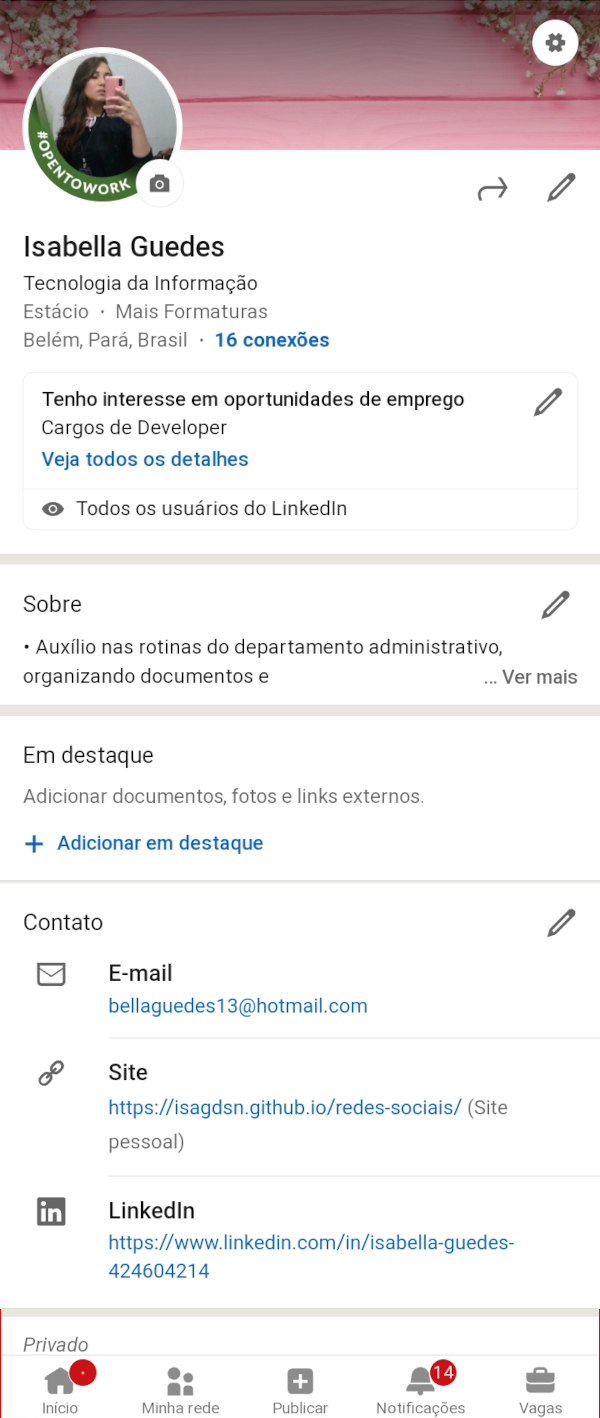 #OPENTOWORK
Isabella Guedes
Tecnologia da Informação
Estácio · Mais Formaturas
Belém, Pará, Brasil · 16 conexões
Tenho interesse em oportunidades de emprego
Cargos de Developer
Veja todos os detalhes
Todos os usuários do LinkedIn
Sobre
• Auxílio nas rotinas do departamento administrativo,
organizando documentos e ... Ver mais
Em destaque
Adicionar documentos, fotos e links externos.
+ Adicionar em destaque
Contato
E-mail
bellaguedes13@hotmail.com
Site
https://isagdsn.github.io/redes-sociais/ (Site
pessoal)
in LinkedIn
https://www.linkedin.com/in/isabella-guedes-
424604214
Privado
14
Início Minha rede Publicar Notificações Vagas